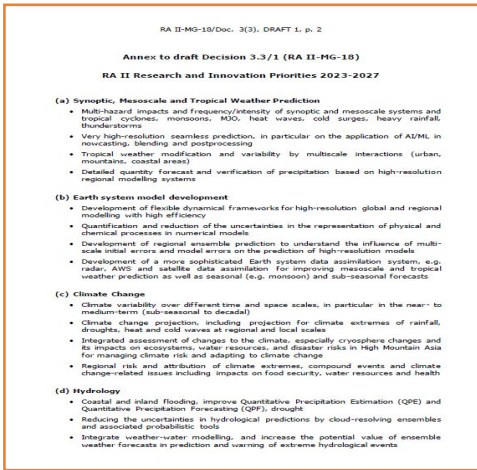 RA II-MG-18/Doc. 3(3), DRAFT 1, p. 2
Annex to draft Decision 3.3/1 (RA II-MG-18)
RA II Research and Innovation Priorities 2023-2027
(a) Synoptic, Mesoscale and Tropical Weather Prediction
• Multi-hazard impacts and frequency/intensity of synoptic and mesoscale systems and
tropical cyclones, monsoons, MJO, heat waves, cold surges, heavy rainfall,
thunderstorms
• Very high-resolution seamless prediction, in particular on the application of AI/ML in
nowcasting, blending and postprocessing
• Tropical weather modification and variability by multiscale interactions (urban,
mountains, coastal areas)
• Detailed quantity forecast and verification of precipitation based on high-resolution
regional modelling systems
(b) Earth system model development
• Development of flexible dynamical frameworks for high-resolution global and regional
modelling with high efficiency
• Quantification and reduction of the uncertainties in the representation of physical and
chemical processes in numerical models
• Development of regional ensemble prediction to understand the influence of multi-
scale initial errors and model errors on the prediction of high-resolution models
• Development of a more sophisticated Earth system data assimilation system, e.g.
radar, AWS and satellite data assimilation for improving mesoscale and tropical
weather prediction as well as seasonal (e.g. monsoon) and sub-seasonal forecasts
(c) Climate Change
• Climate variability over different time and space scales, in particular in the near- to
medium-term (sub-seasonal to decadal)
• Climate change projection, including projection for climate extremes of rainfall,
droughts, heat and cold waves at regional and local scales
• Integrated assessment of changes to the climate, especially cryosphere changes and
its impacts on ecosystems, water resources, and disaster risks in High Mountain Asia
for managing climate risk and adapting to climate change
• Regional risk and attribution of climate extremes, compound events and climate
change-related issues including impacts on food security, water resources and health
(d) Hydrology
• Coastal and inland flooding, improve Quantitative Precipitation Estimation (QPE) and
Quantitative Precipitation Forecasting (QPF), drought
• Reducing the uncertainties in hydrological predictions by cloud-resolving ensembles
and associated probabilistic tools
• Integrate weather-water modelling, and increase the potential value of ensemble
weather forecasts in prediction and warning of extreme hydrological events